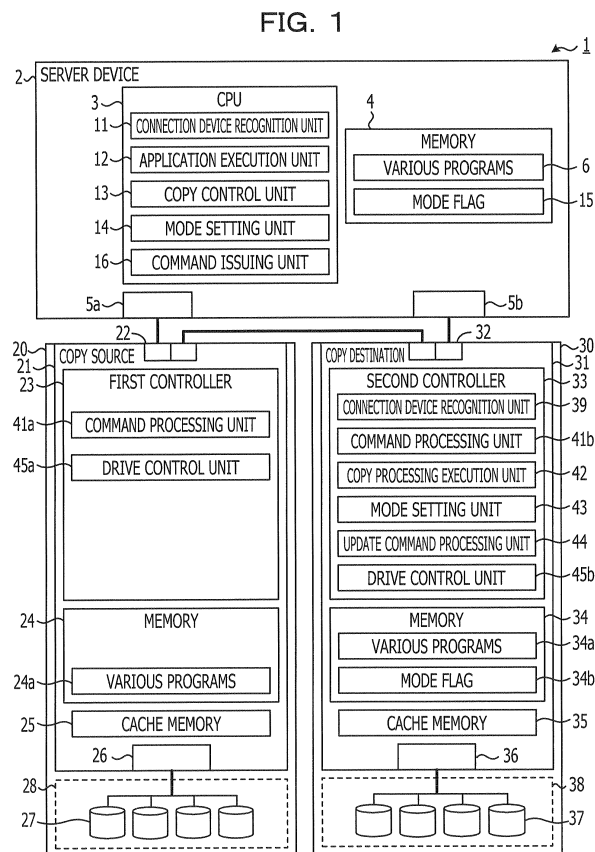 FIG. 1
1
2 SERVER DEVICE
3 CPU
11 CONNECTION DEVICE RECOGNITION UNIT
12 APPLICATION EXECUTION UNIT
13 COPY CONTROL UNIT
14 MODE SETTING UNIT
16 COMMAND ISSUING UNIT
4
MEMORY
VARIOUS PROGRAMS 6
MODE FLAG 15
5a
5b
20
22
21 COPY SOURCE
23 FIRST CONTROLLER
41a COMMAND PROCESSING UNIT
45a DRIVE CONTROL UNIT
24 MEMORY
24a VARIOUS PROGRAMS
25 CACHE MEMORY
26
28
27
32
30
COPY DESTINATION 31
SECOND CONTROLLER 33
CONNECTION DEVICE RECOGNITION UNIT 39
COMMAND PROCESSING UNIT 41b
COPY PROCESSING EXECUTION UNIT 42
MODE SETTING UNIT 43
UPDATE COMMAND PROCESSING UNIT 44
DRIVE CONTROL UNIT 45b
MEMORY 34
VARIOUS PROGRAMS 34a
MODE FLAG 34b
CACHE MEMORY 35
36
38
37